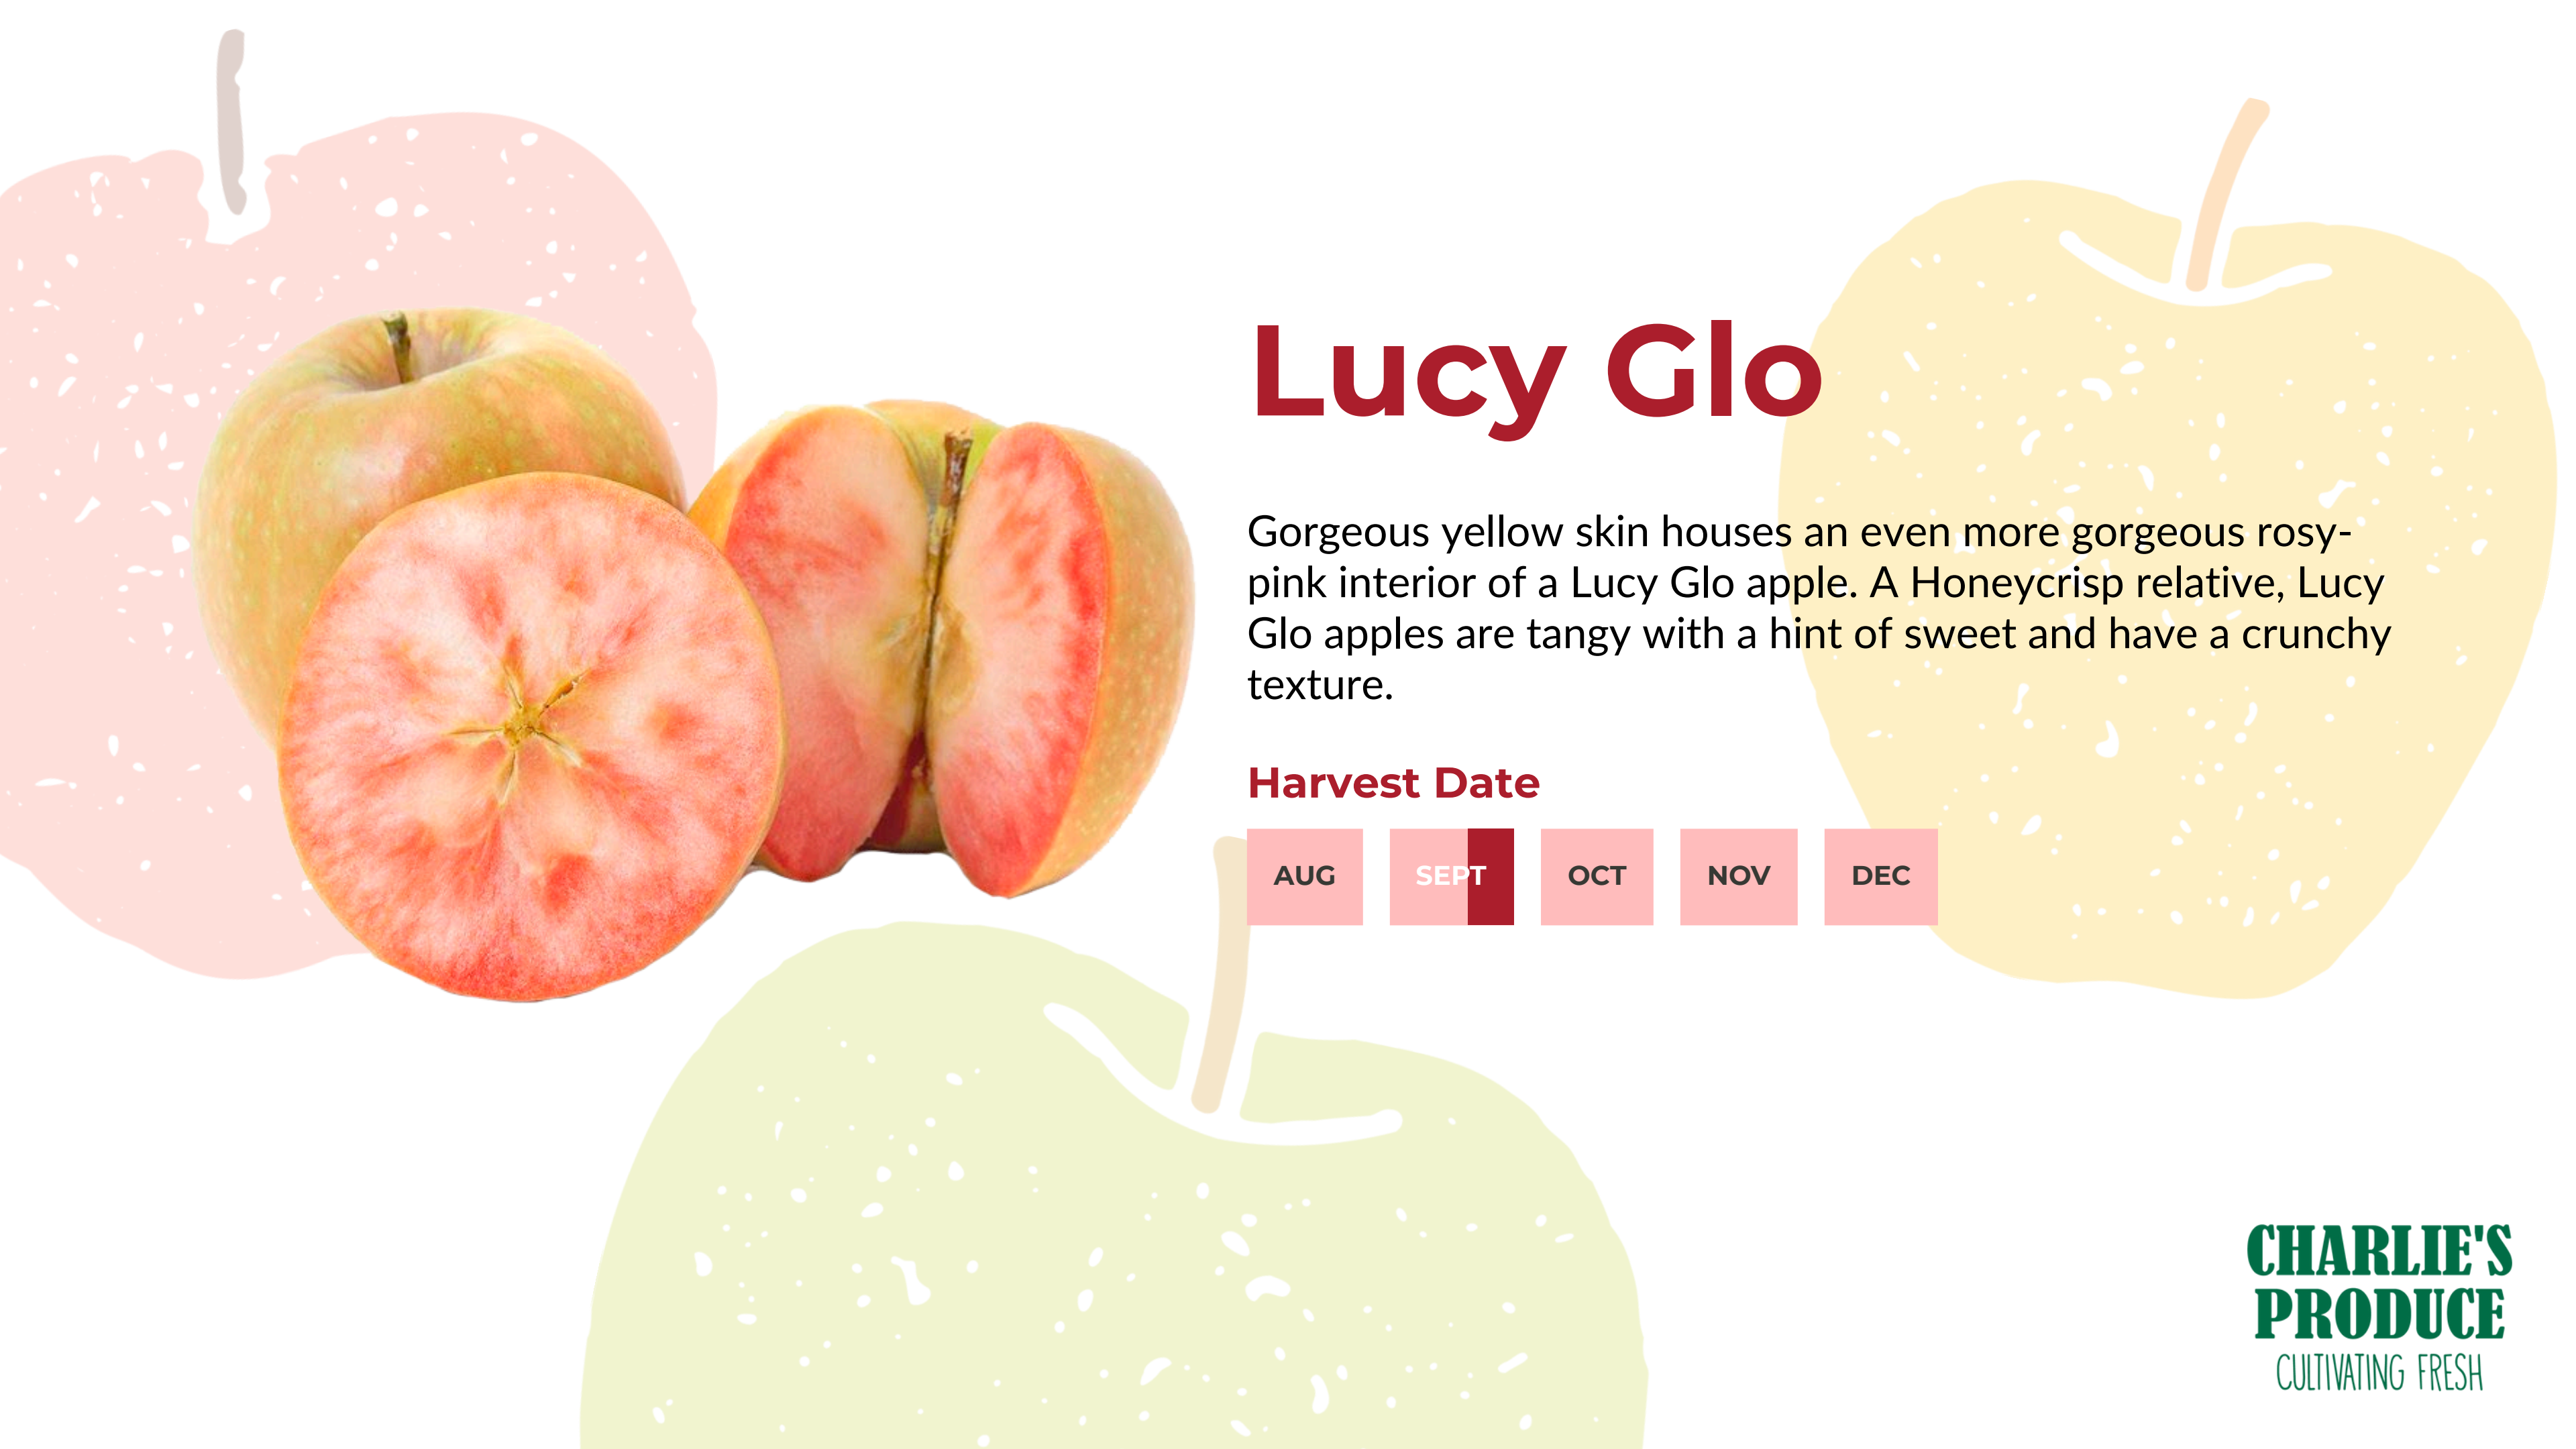 Lucy Glo
Gorgeous yellow skin houses an even more gorgeous rosy-
pink interior of a Lucy Glo apple. A Honeycrisp relative, Lucy
Glo apples are tangy with a hint of sweet and have a crunchy
texture.
Harvest Date
AUG SEPT OCT NOV DEC
CHARLIE'S
PRODUCE
CULTIVATING FRESH